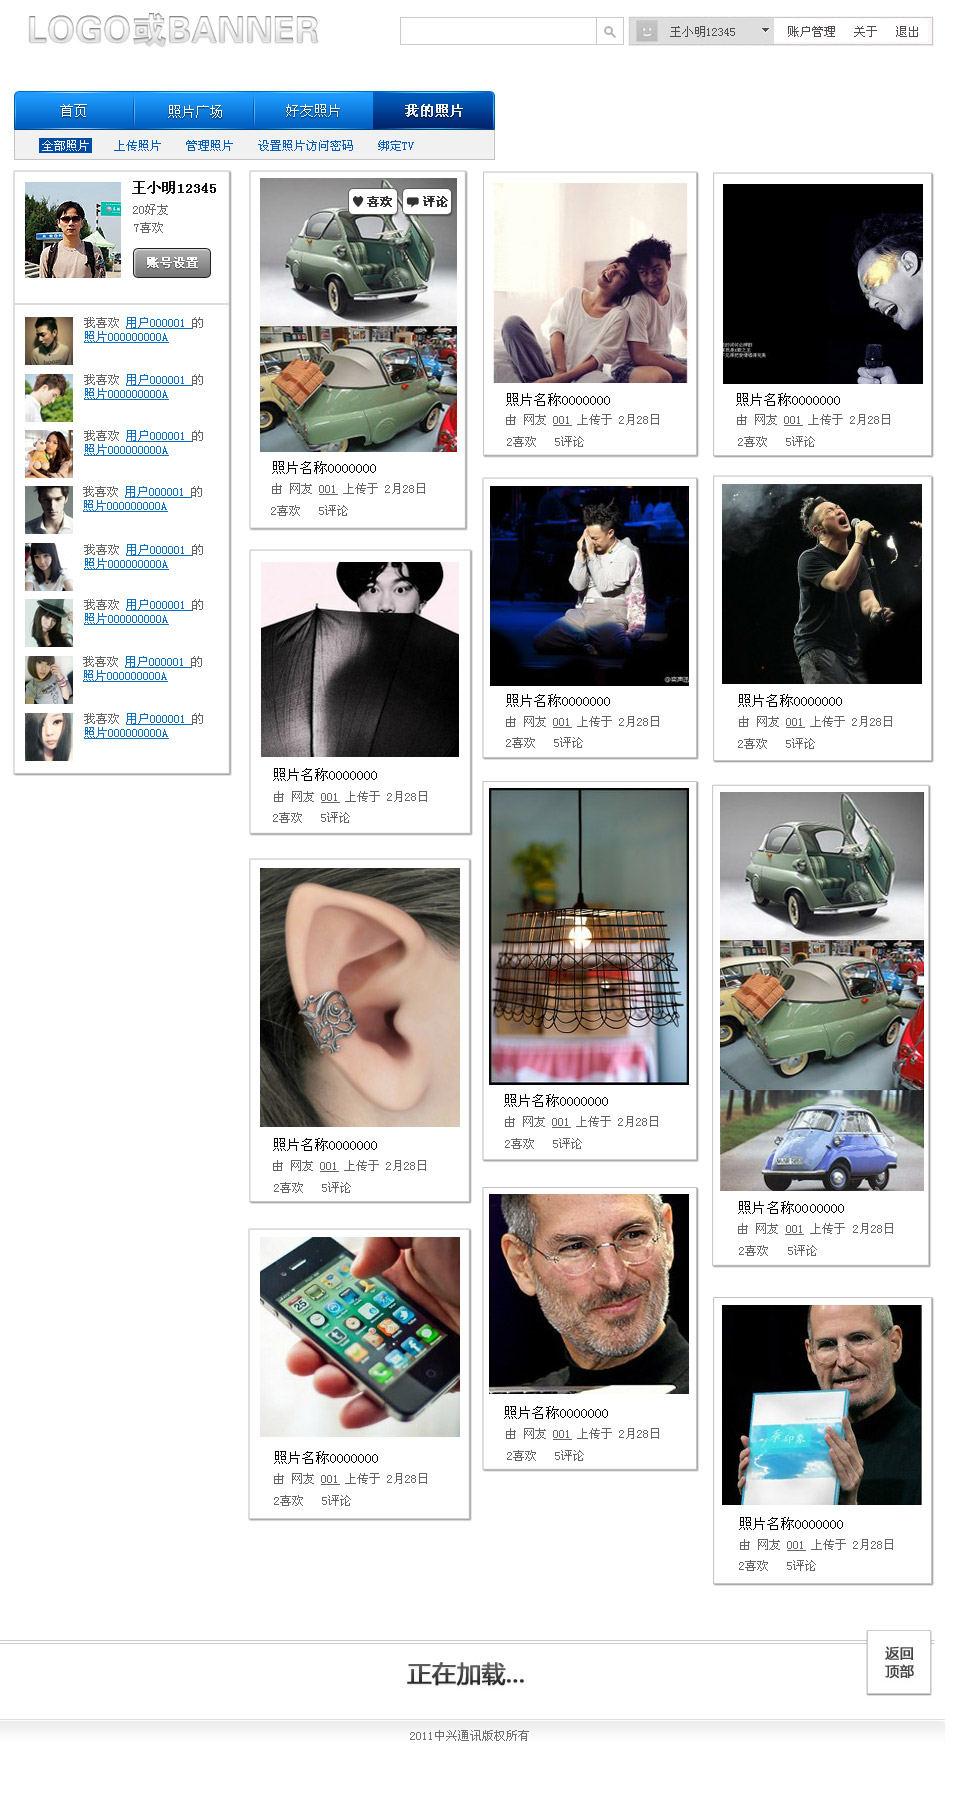 LOGO或BANNER
王小明12345
账户管理 关于 退出
首页 照片广场 好友照片 我的照片
全部照片 上传照片 管理照片 设置照片访问密码 绑定TV
王小明12345
20好友
7喜欢
账号设置
我喜欢 用户000001 的
照片000000000A
我喜欢 用户000001 的
照片000000000A
我喜欢 用户000001 的
照片000000000A
我喜欢 用户000001 的
照片000000000A
我喜欢 用户000001 的
照片000000000A
我喜欢 用户000001 的
照片000000000A
我喜欢 用户000001 的
照片000000000A
我喜欢 用户000001 的
照片000000000A
喜欢 评论
照片名称0000000
由 网友 001 上传于 2月28日
2喜欢 5评论
照片名称0000000
由 网友 001 上传于 2月28日
2喜欢 5评论
照片名称0000000
由 网友 001 上传于 2月28日
2喜欢 5评论
照片名称0000000
由 网友 001 上传于 2月28日
2喜欢 5评论
照片名称0000000
由 网友 001 上传于 2月28日
2喜欢 5评论
照片名称0000000
由 网友 001 上传于 2月28日
2喜欢 5评论
照片名称0000000
由 网友 001 上传于 2月28日
2喜欢 5评论
照片名称0000000
由 网友 001 上传于 2月28日
2喜欢 5评论
照片名称0000000
由 网友 001 上传于 2月28日
2喜欢 5评论
照片名称0000000
由 网友 001 上传于 2月28日
2喜欢 5评论
照片名称0000000
由 网友 001 上传于 2月28日
2喜欢 5评论
照片名称0000000
由 网友 001 上传于 2月28日
2喜欢 5评论
正在加载...
返回
顶部
2011中兴通讯版权所有